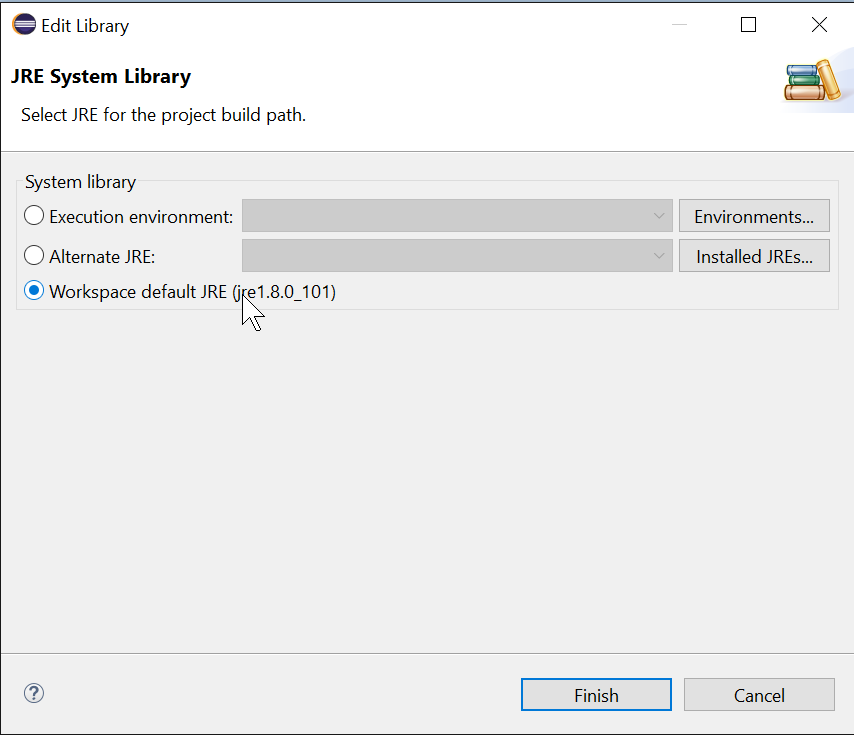 Edit Library
JRE System Library
Select JRE for the project build path.
System library
Execution environment: Environments...
Alternate JRE: Installed JREs...
Workspace default JRE (jre1.8.0_101)
?
Finish Cancel